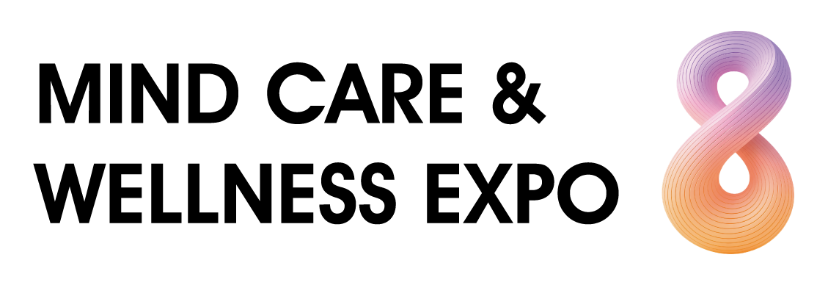 MIND CARE &
WELLNESS EXPO
8